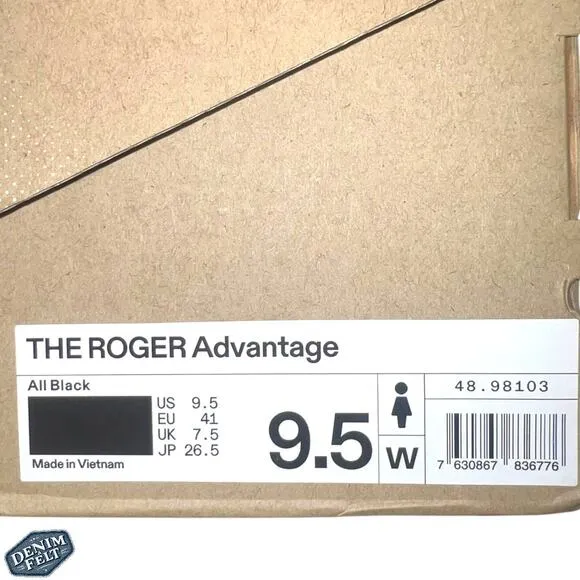 THE ROGER Advantage
All Black
US 9.5
EU 41
UK 7.5
JP 26.5
Made in Vietnam
9.5
W
48.98103
7 630867 836776
DENIM
FELT